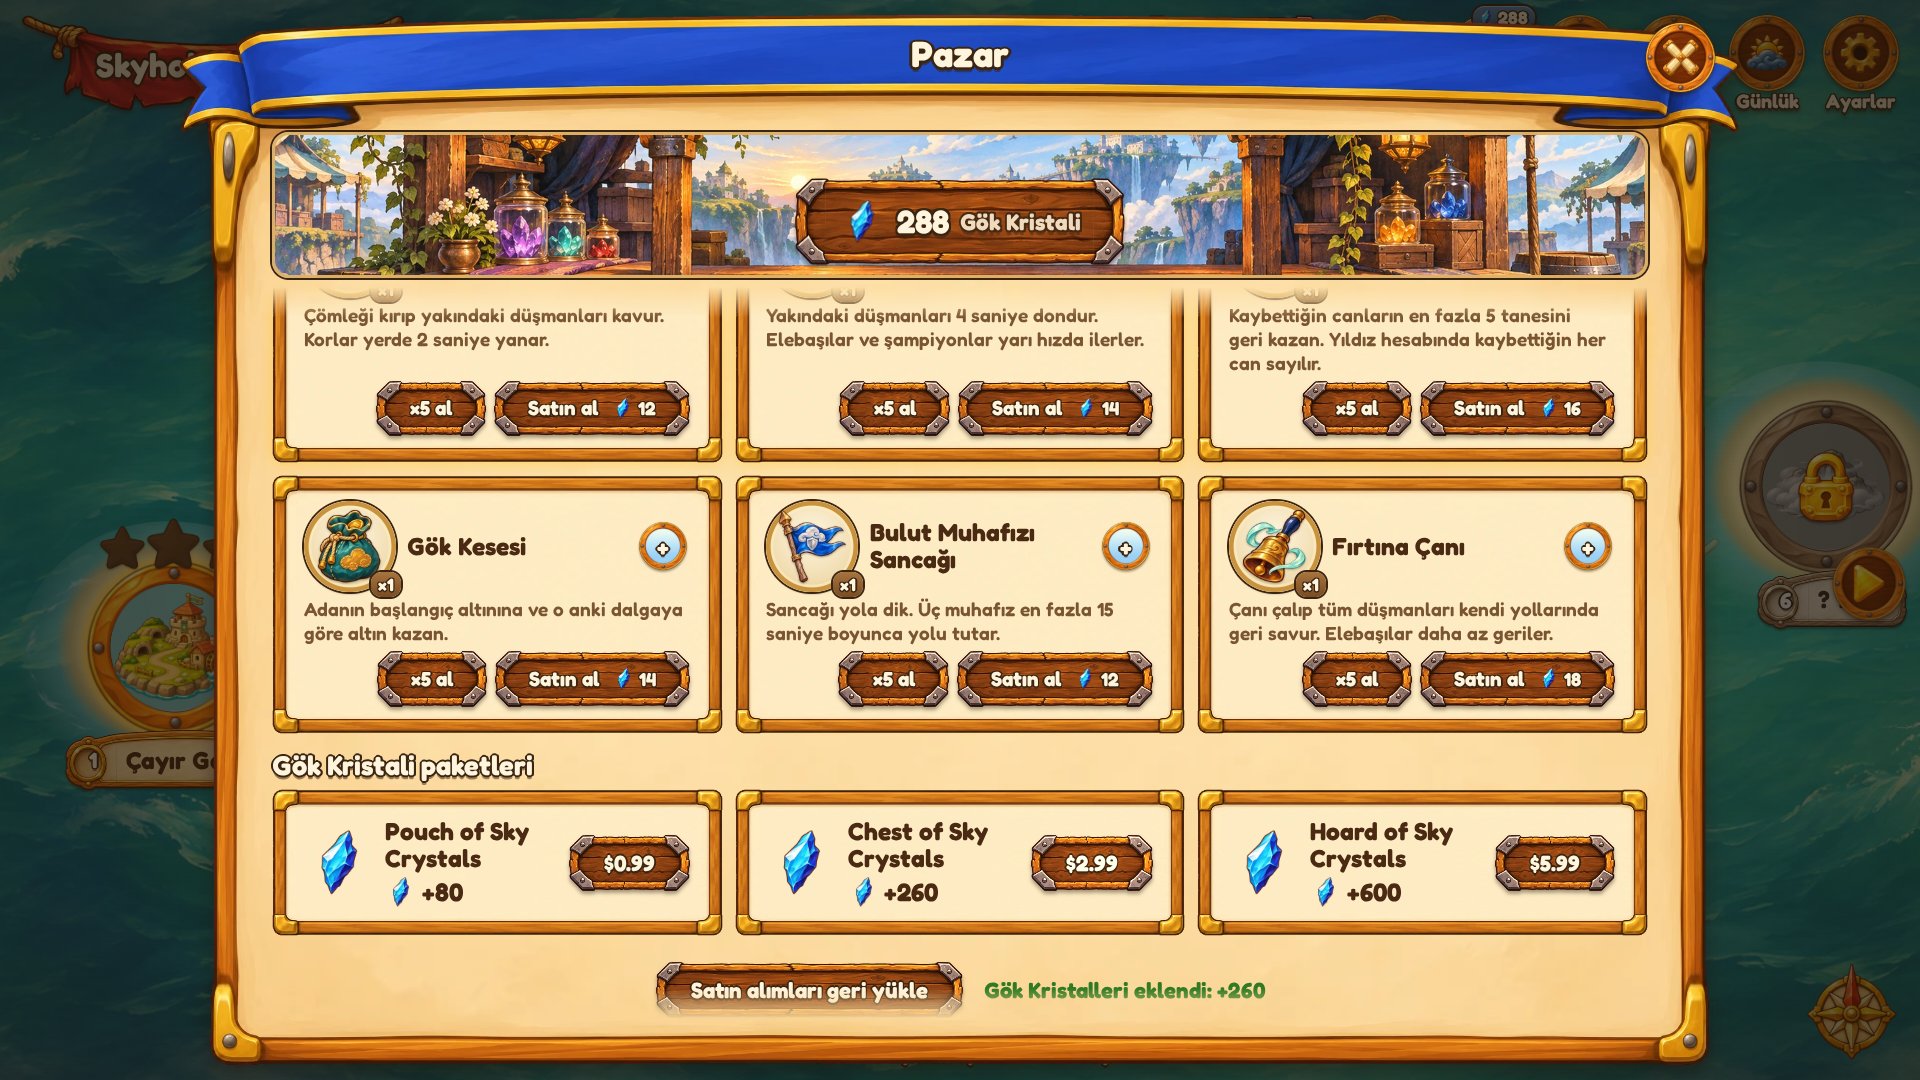 Pazar
288
Günlük
Ayarlar
288 Gök Kristali
Çömleği kırıp yakındaki düşmanları kavur.
Korlar yerde 2 saniye yanar.
x5 al
Satın al 12
Yakındaki düşmanları 4 saniye dondur.
Elebaşılar ve şampiyonlar yarı hızda ilerler.
x5 al
Satın al 14
Kaybettiğin canların en fazla 5 tanesini
geri kazan. Yıldız hesabında kaybettiğin her
can sayılır.
x5 al
Satın al 16
Gök Kesesi
x1
Adanın başlangıç altınına ve o anki dalgaya
göre altın kazan.
x5 al
Satın al 14
Bulut Muhafızı
Sancağı
x1
Sancağı yola dik. Üç muhafız en fazla 15
saniye boyunca yolu tutar.
x5 al
Satın al 12
Fırtına Çanı
x1
Çanı çalıp tüm düşmanları kendi yollarında
geri savur. Elebaşılar daha az geriler.
x5 al
Satın al 18
6 ?
1 Çayır
Gök Kristali paketleri
Pouch of Sky
Crystals
+80
$0.99
Chest of Sky
Crystals
+260
$2.99
Hoard of Sky
Crystals
+600
$5.99
Satın alımları geri yükle
Gök Kristalleri eklendi: +260